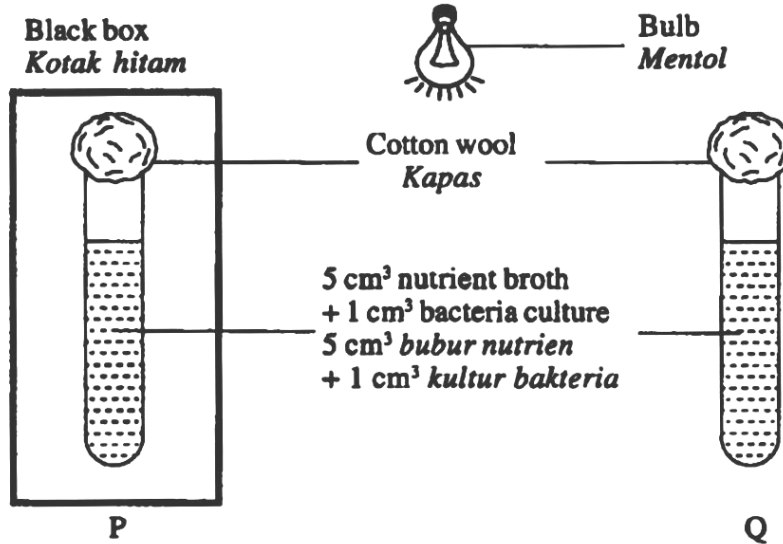 Black box
Kotak hitam
Bulb
Mentol
Cotton wool
Kapas
5 cm³ nutrient broth
+ 1 cm³ bacteria culture
5 cm³ bubur nutrien
+ 1 cm³ kultur bakteria
P
Q